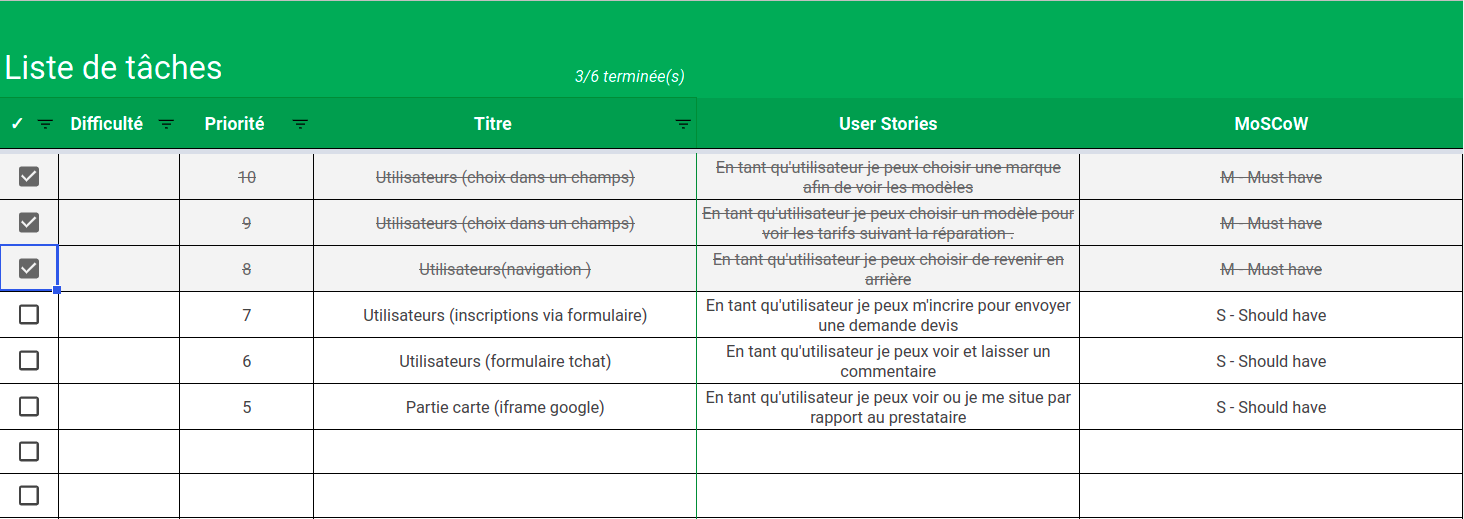 Liste de tâches
3/6 terminée(s)
✓ Difficulté Priorité Titre User Stories MoSCoW
10 Utilisateurs (choix dans un champs) En tant qu'utilisateur je peux choisir une marque
afin de voir les modèles M - Must have
9 Utilisateurs (choix dans un champs) En tant qu'utilisateur je peux choisir un modèle pour
voir les tarifs suivant la réparation . M - Must have
8 Utilisateurs(navigation ) En tant qu'utilisateur je peux choisir de revenir en
arrière M - Must have
7 Utilisateurs (inscriptions via formulaire) En tant qu'utilisateur je peux m'incrire pour envoyer
une demande devis S - Should have
6 Utilisateurs (formulaire tchat) En tant qu'utilisateur je peux voir et laisser un
commentaire S - Should have
5 Partie carte (iframe google) En tant qu'utilisateur je peux voir ou je me situe par
rapport au prestataire S - Should have